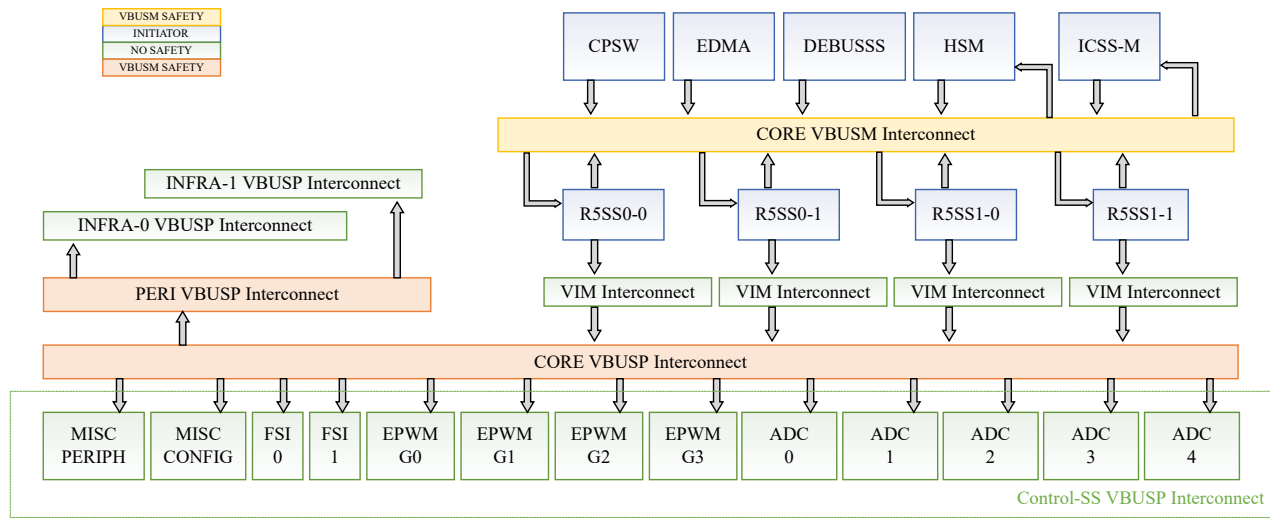 VBUSM SAFETY
INITIATOR
NO SAFETY
VBUSM SAFETY
CPSW
EDMA
DEBUSSS
HSM
ICSS-M
CORE VBUSM Interconnect
INFRA-1 VBUSP Interconnect
INFRA-0 VBUSP Interconnect
R5SS0-0
R5SS0-1
R5SS1-0
R5SS1-1
PERI VBUSP Interconnect
VIM Interconnect
VIM Interconnect
VIM Interconnect
VIM Interconnect
CORE VBUSP Interconnect
MISC
PERIPH
MISC
CONFIG
FSI
0
FSI
1
EPWM
G0
EPWM
G1
EPWM
G2
EPWM
G3
ADC
0
ADC
1
ADC
2
ADC
3
ADC
4
Control-SS VBUSP Interconnect